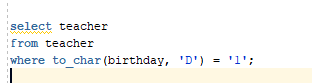 select teacher
from teacher
where to_char(birthday, 'D') = '1';